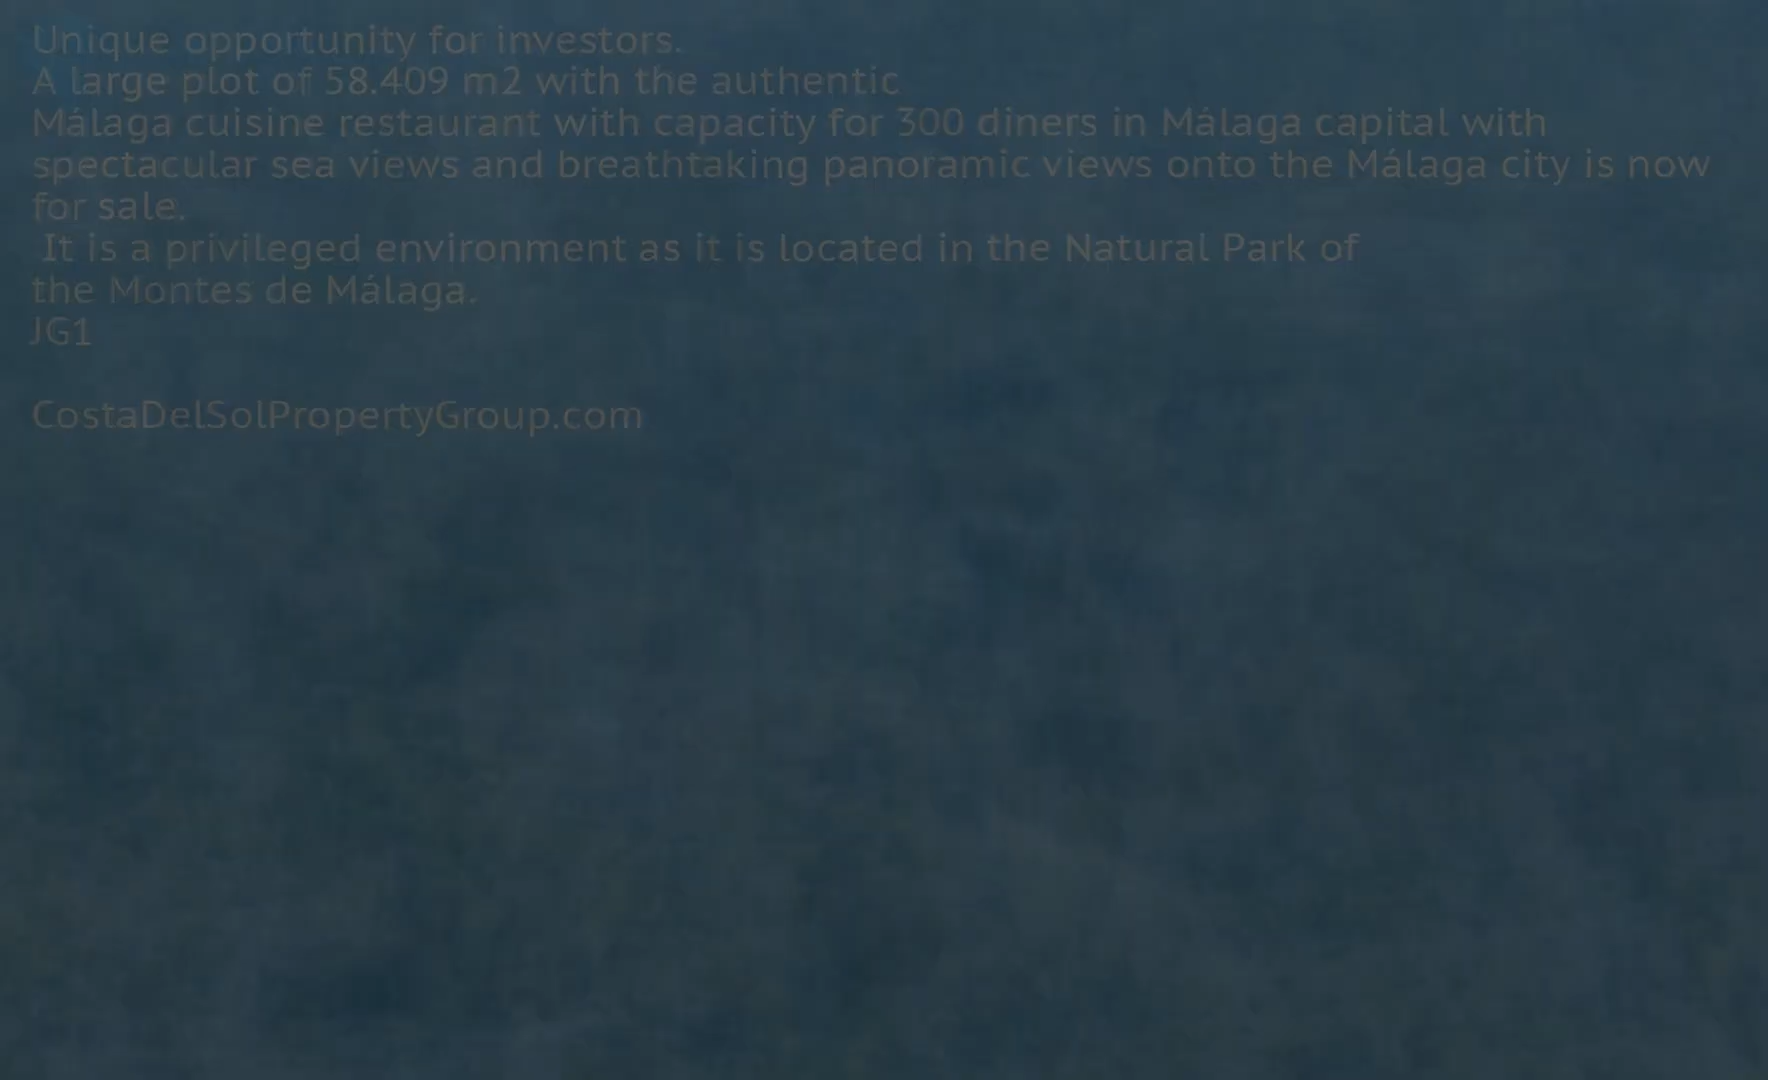 Unique opportunity for investors.
A large plot of 58.409 m2 with the authentic
Málaga cuisine restaurant with capacity for 300 diners in Málaga capital with
spectacular sea views and breathtaking panoramic views onto the Málaga city is now
for sale.
It is a privileged environment as it is located in the Natural Park of
the Montes de Málaga.
JG1
CostaDelSolPropertyGroup.com